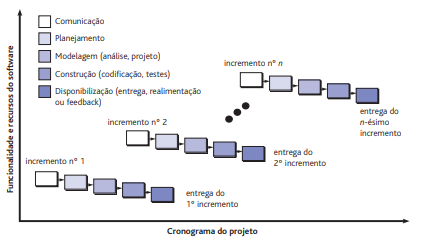 Funcionalidade e recursos do software
Comunicação
Planejamento
Modelagem (análise, projeto)
Construção (codificação, testes)
Disponibilização (entrega, realimentação
ou feedback)
incremento nº n
entrega do
n-ésimo
incremento
incremento nº 2
entrega do
2º incremento
incremento nº 1
entrega do
1º incremento
Cronograma do projeto